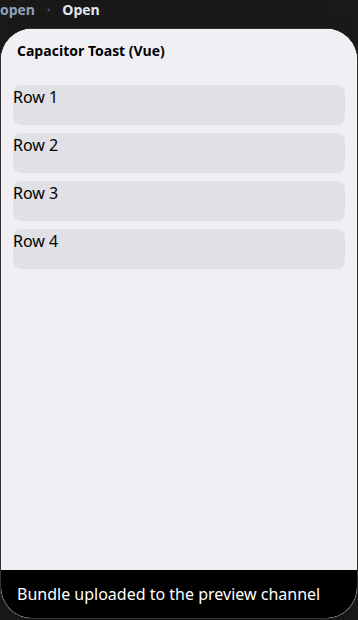 open · Open
Capacitor Toast (Vue)
Row 1
Row 2
Row 3
Row 4
Bundle uploaded to the preview channel